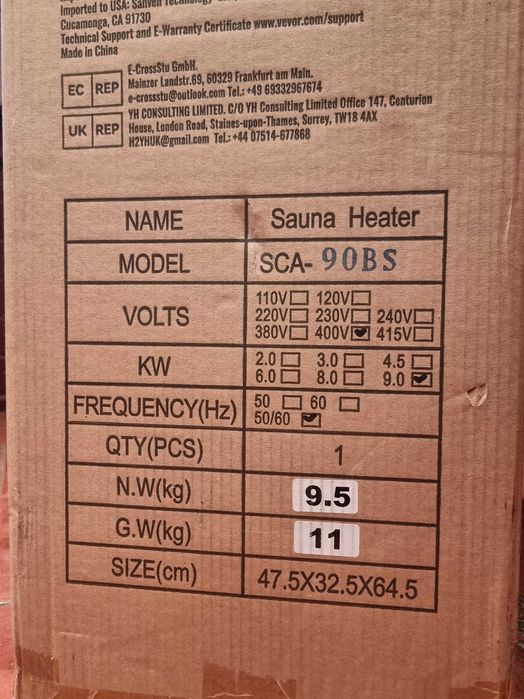 Imported to USA: Sanven
Cucamonga, CA 91730
Technical Support and E-Warranty Certificate www.vevor.com/support
Made in China
EC REP
E-CrossStu GmbH.
Mainzer Landstr.69, 60329 Frankfurt am Main.
e-crossstu@outlook.com Tel.: +49 69332967674
UK REP
YH CONSULTING LIMITED. C/O YH Consulting Limited Office 147, Centurion
House, London Road, Staines-upon-Thames, Surrey, TW18 4AX
H2YHUK@gmail.com Tel.: +44 07514-677868
NAME Sauna Heater
MODEL SCA- 90BS
VOLTS
110V☐ 120V☐
220V☐ 230V☐ 240V☐
380V☐ 400V☑ 415V☐
KW
2.0☐ 3.0☐ 4.5☐
6.0☐ 8.0☐ 9.0☑
FREQUENCY(Hz)
50 ☐ 60 ☐
50/60 ☑
QTY(PCS) 1
N.W(kg) 9.5
G.W(kg) 11
SIZE(cm) 47.5X32.5X64.5